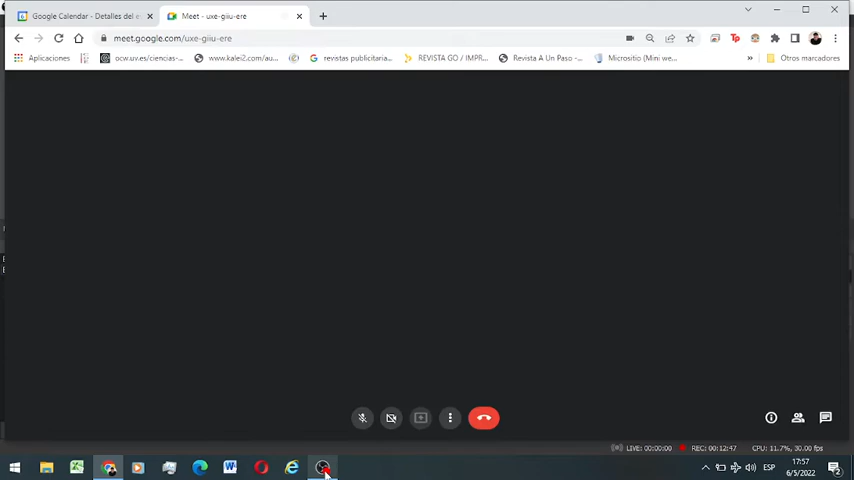 Google Calendar - Detalles del e
Meet - uxe-giiu-ere
meet.google.com/uxe-giiu-ere
Aplicaciones
ocw.uv.es/ciencias-...
www.kalei2.com/au...
revistas publicitaria...
REVISTA GO / IMPR...
Revista A Un Paso -...
Micrositio (Mini we...
»
Otros marcadores
LIVE: 00:00:00
REC: 00:12:47
CPU: 11.7%, 30.00 fps
ESP
17:57
6/5/2022
2